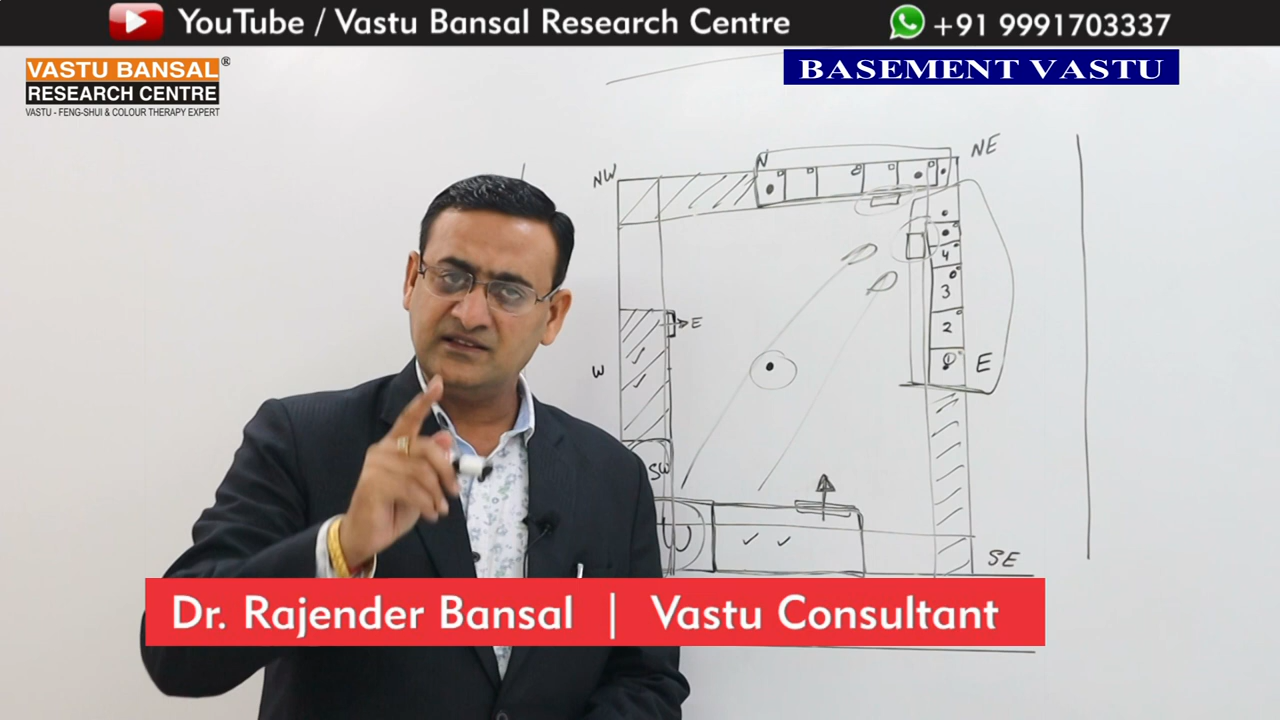 YouTube / Vastu Bansal Research Centre
+91 9991703337
VASTU BANSAL®
RESEARCH CENTRE
VASTU - FENG-SHUI & COLOUR THERAPY EXPERT
BASEMENT VASTU
NW
N
NE
4
3
E
2
W
E
SW
SE
Dr. Rajender Bansal | Vastu Consultant